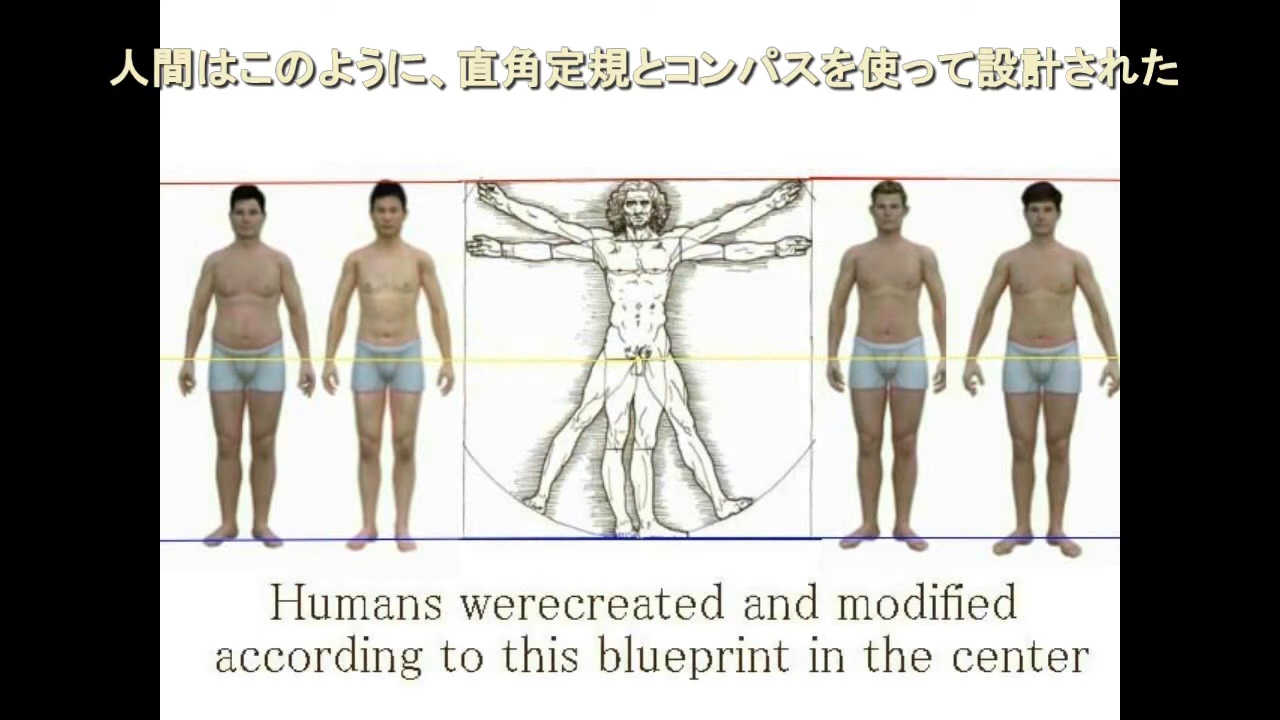 人間はこのように、直角定規とコンパスを使って設計された
Humans werecreated and modified
according to this blueprint in the center